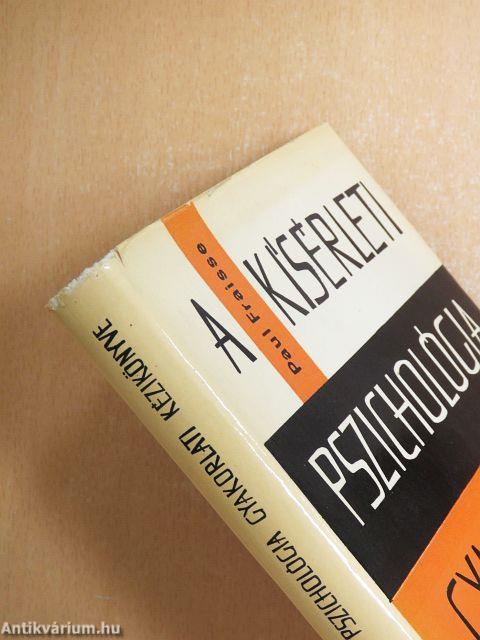 A
KÍSÉRLETI
Paul Fraisse
PSZICHOLÓGIA
PSZICHOLÓGIA GYAKORLATI KÉZIKÖNYVE
Antikvárium.hu